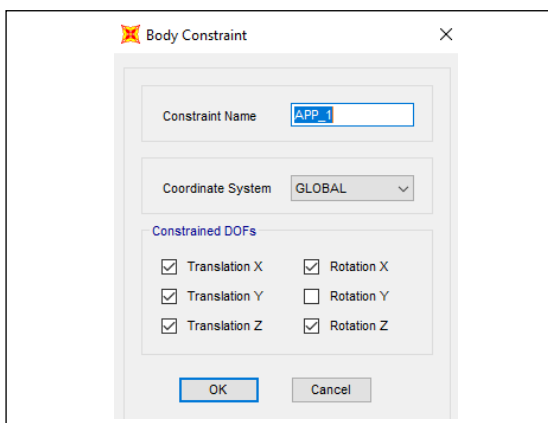 Body Constraint
Constraint Name APP_1
Coordinate System GLOBAL
Constrained DOFs
Translation X Rotation X
Translation Y Rotation Y
Translation Z Rotation Z
OK Cancel